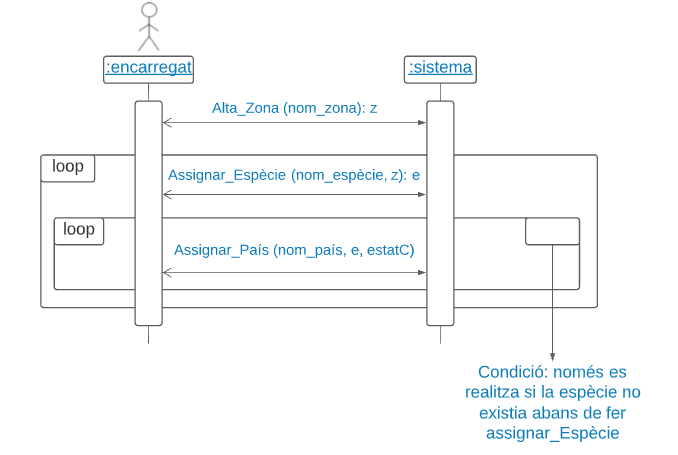 :encarregat
:sistema
Alta_Zona (nom_zona): z
loop
Assignar_Espècie (nom_espècie, z): e
loop
Assignar_País (nom_país, e, estatC)
Condició: només es
realitza si la espècie no
existia abans de fer
assignar_Espècie